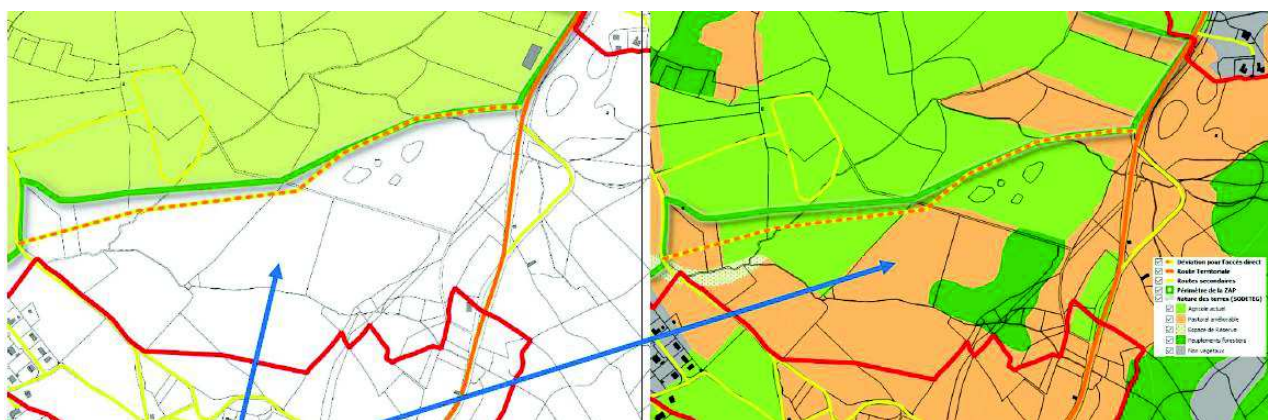 Déviation pour l'accès direct
Route Territoriale
Routes secondaires
Périmètre de la ZAP
Nature des terres (SODETEG)
Agricole actuel
Pastoral améliorable
Espace de Réserve
Peuplements forestiers
Non végétaux